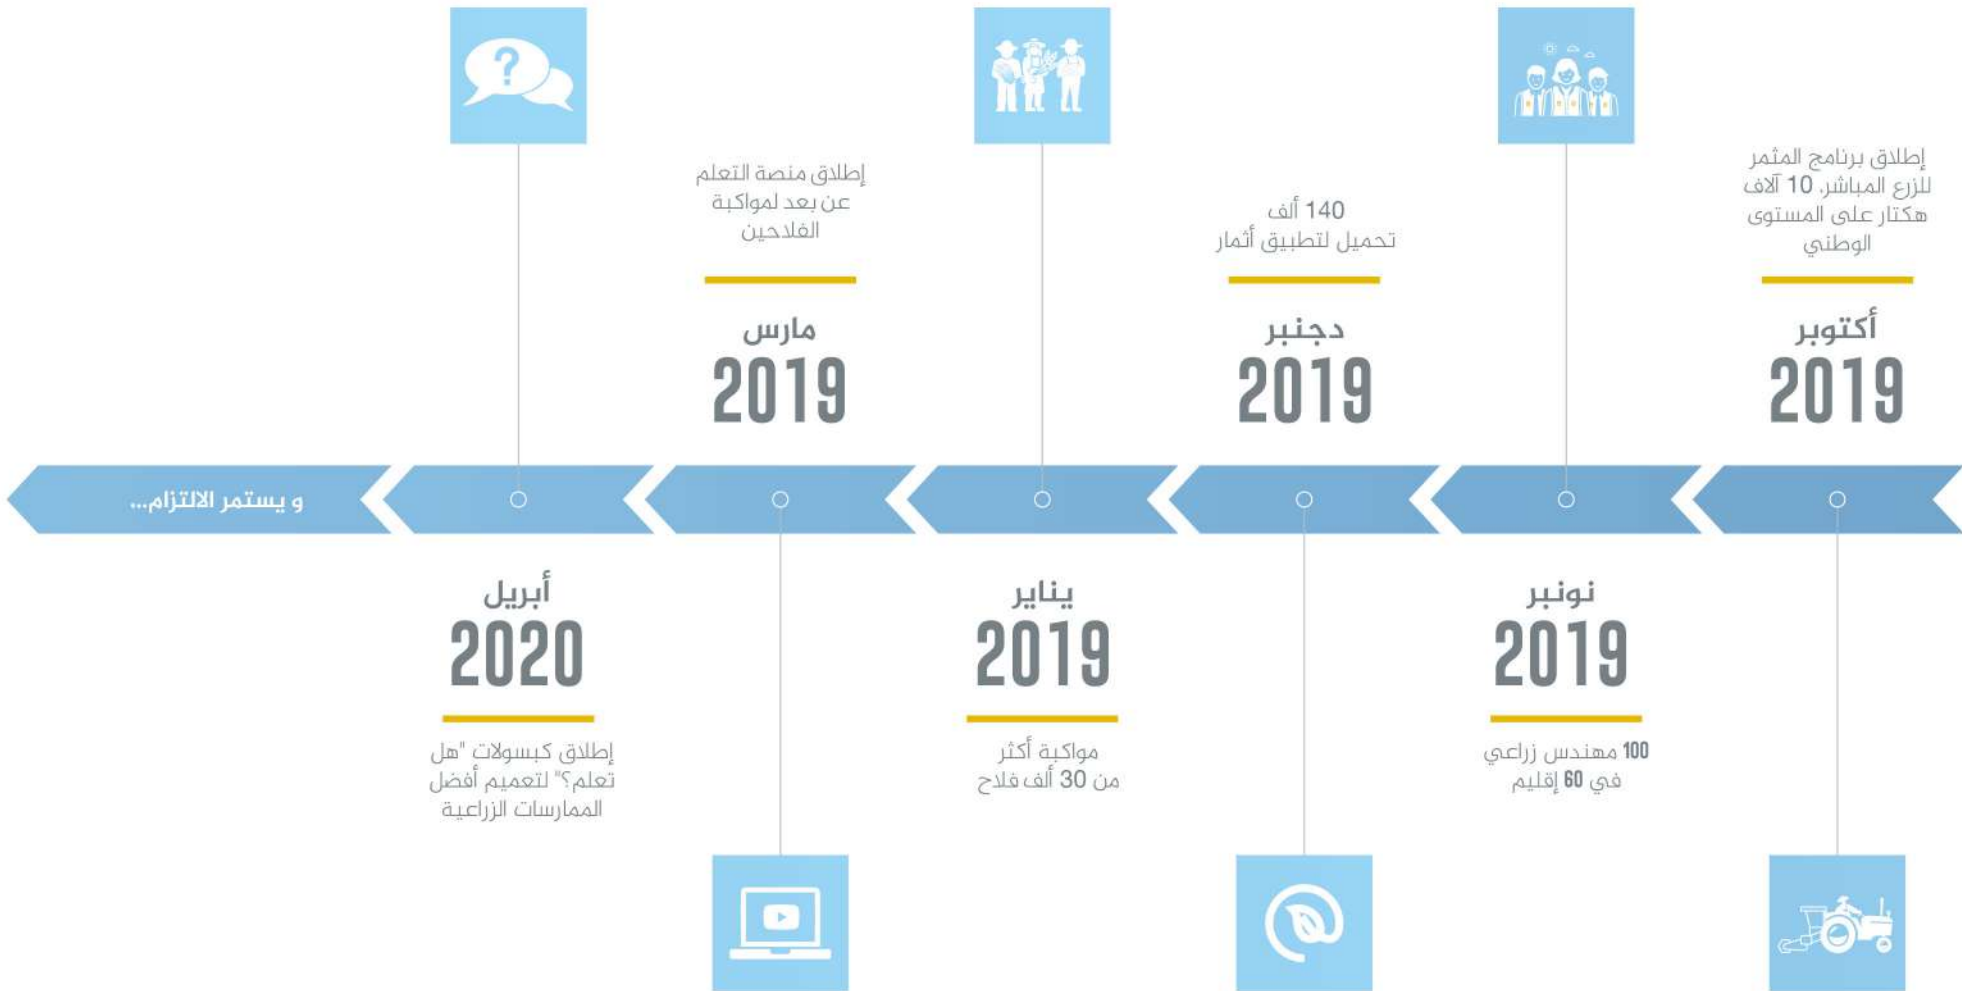 إطلاق برنامج المثمر
للزرع المباشر، 10 آلاف
هكتار على المستوى
الوطني
أكتوبر
2019
نونبر
2019
100 مهندس زراعي
في 60 إقليم
140 ألف
تحميل لتطبيق أثمار
دجنبر
2019
يناير
2019
مواكبة أكثر
من 30 ألف فلاح
إطلاق منصة التعلم
عن بعد لمواكبة
الفلاحين
مارس
2019
أبريل
2020
إطلاق كبسولات "هل
تعلم؟" لتعميم أفضل
الممارسات الزراعية
و يستمر الالتزام...
?